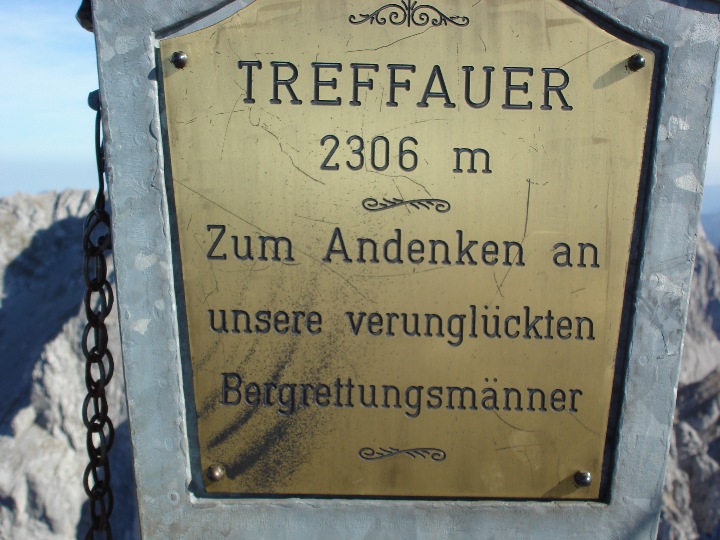 TREFFAUER
2306 m
Zum Andenken an
unsere verunglückten
Bergrettungsmänner